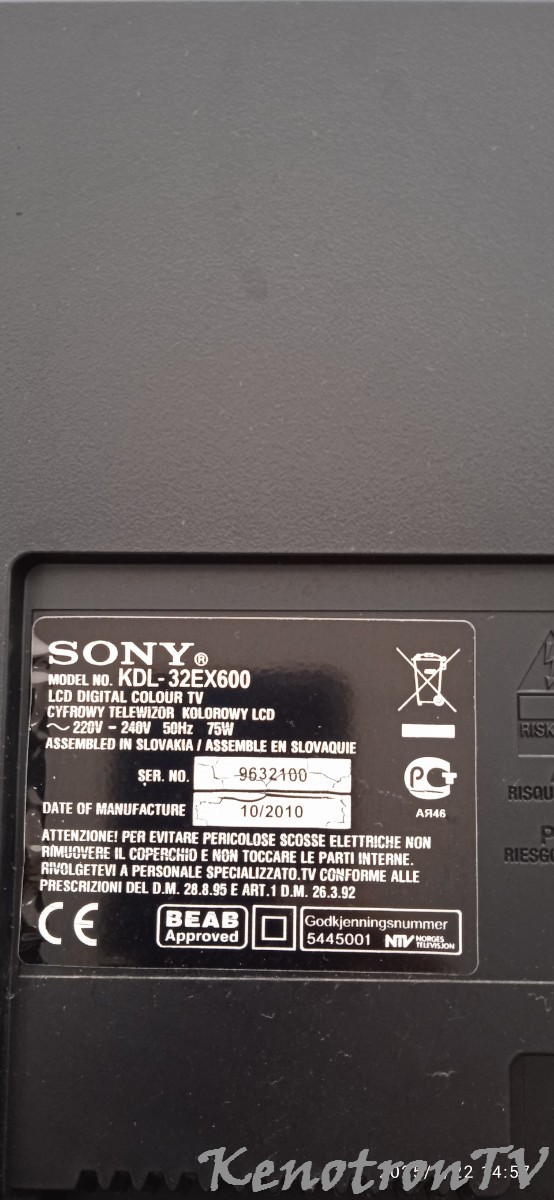 SONY®
MODEL NO. KDL-32EX600
LCD DIGITAL COLOUR TV
CYFROWY TELEWIZOR KOLOROWY LCD
~ 220V - 240V 50Hz 75W
ASSEMBLED IN SLOVAKIA / ASSEMBLE EN SLOVAQUIE
SER. NO. 9632100
DATE OF MANUFACTURE 10/2010
АЯ46
ATTENZIONE! PER EVITARE PERICOLOSE SCOSSE ELETTRICHE NON
RIMUOVERE IL COPERCHIO E NON TOCCARE LE PARTI INTERNE.
RIVOLGETEVI A PERSONALE SPECIALIZZATO.TV CONFORME ALLE
PRESCRIZIONI DEL D.M. 28.8.95 E ART.1 D.M. 26.3.92
CE
BEAB
Approved
Godkjenningsnummer
5445001 NTV NORGES
TELEVISJON
RISK
KenotronTV